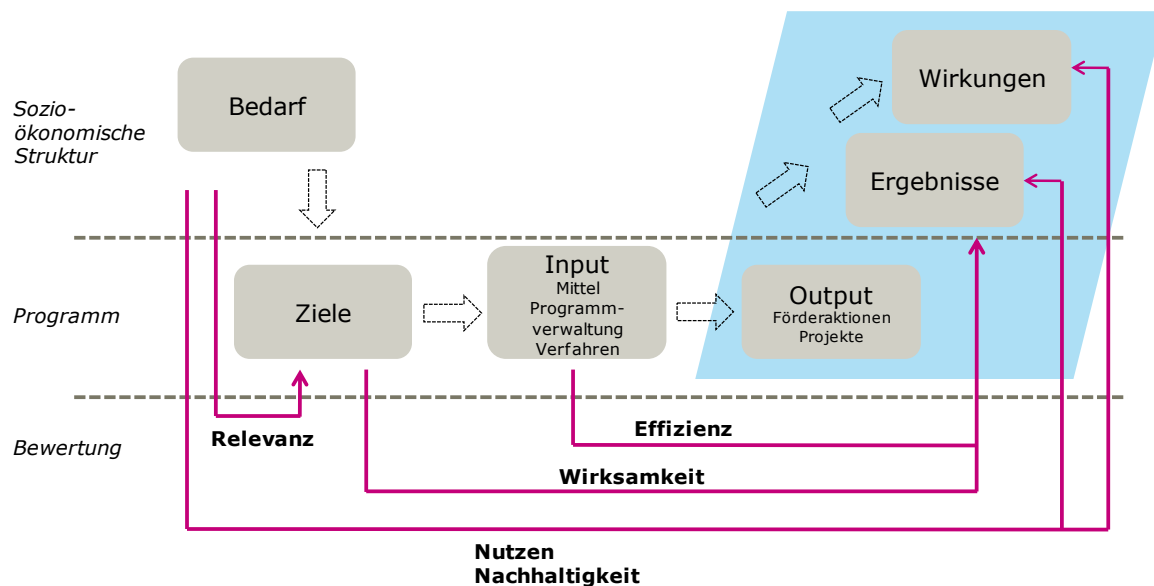 Wirkungen
Bedarf
Sozio-
ökonomische
Struktur
Ergebnisse
Input
Mittel
Programm-
verwaltung
Verfahren
Output
Förderaktionen
Projekte
Ziele
Programm
Relevanz
Effizienz
Bewertung
Wirksamkeit
Nutzen
Nachhaltigkeit